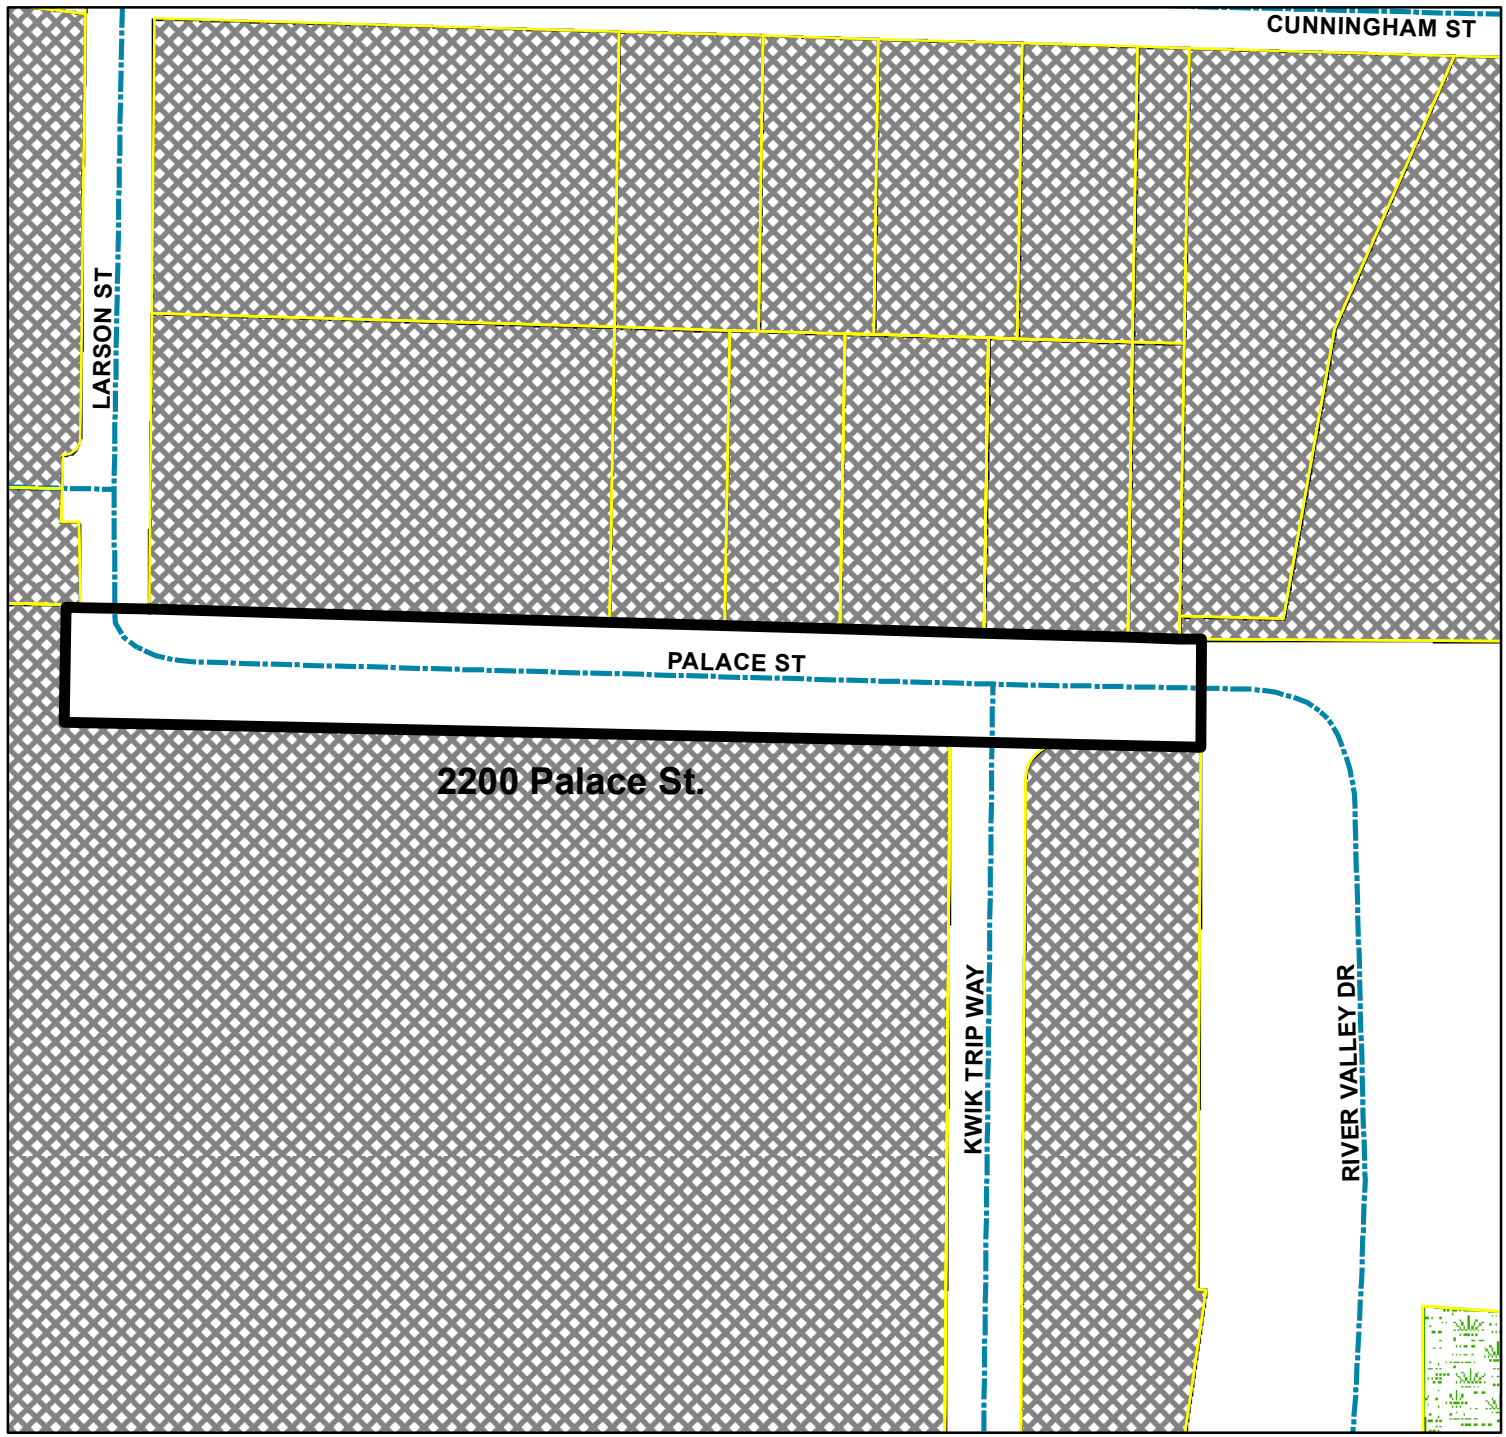 CUNNINGHAM ST
LARSON ST
PALACE ST
2200 Palace St.
KWIK TRIP WAY
RIVER VALLEY DR